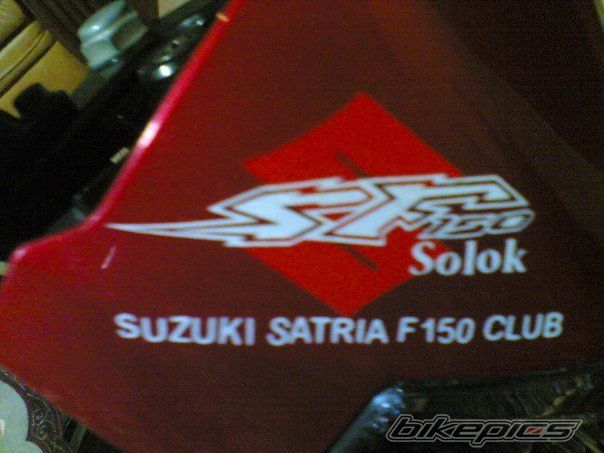 SF150
Solok
SUZUKI SATRIA F150 CLUB
bikepics